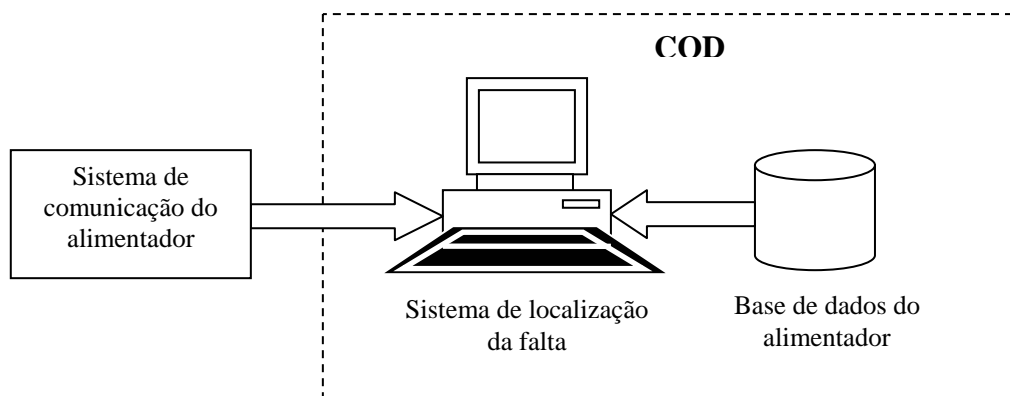 COD
Sistema de
comunicação do
alimentador
Sistema de localização
da falta
Base de dados do
alimentador